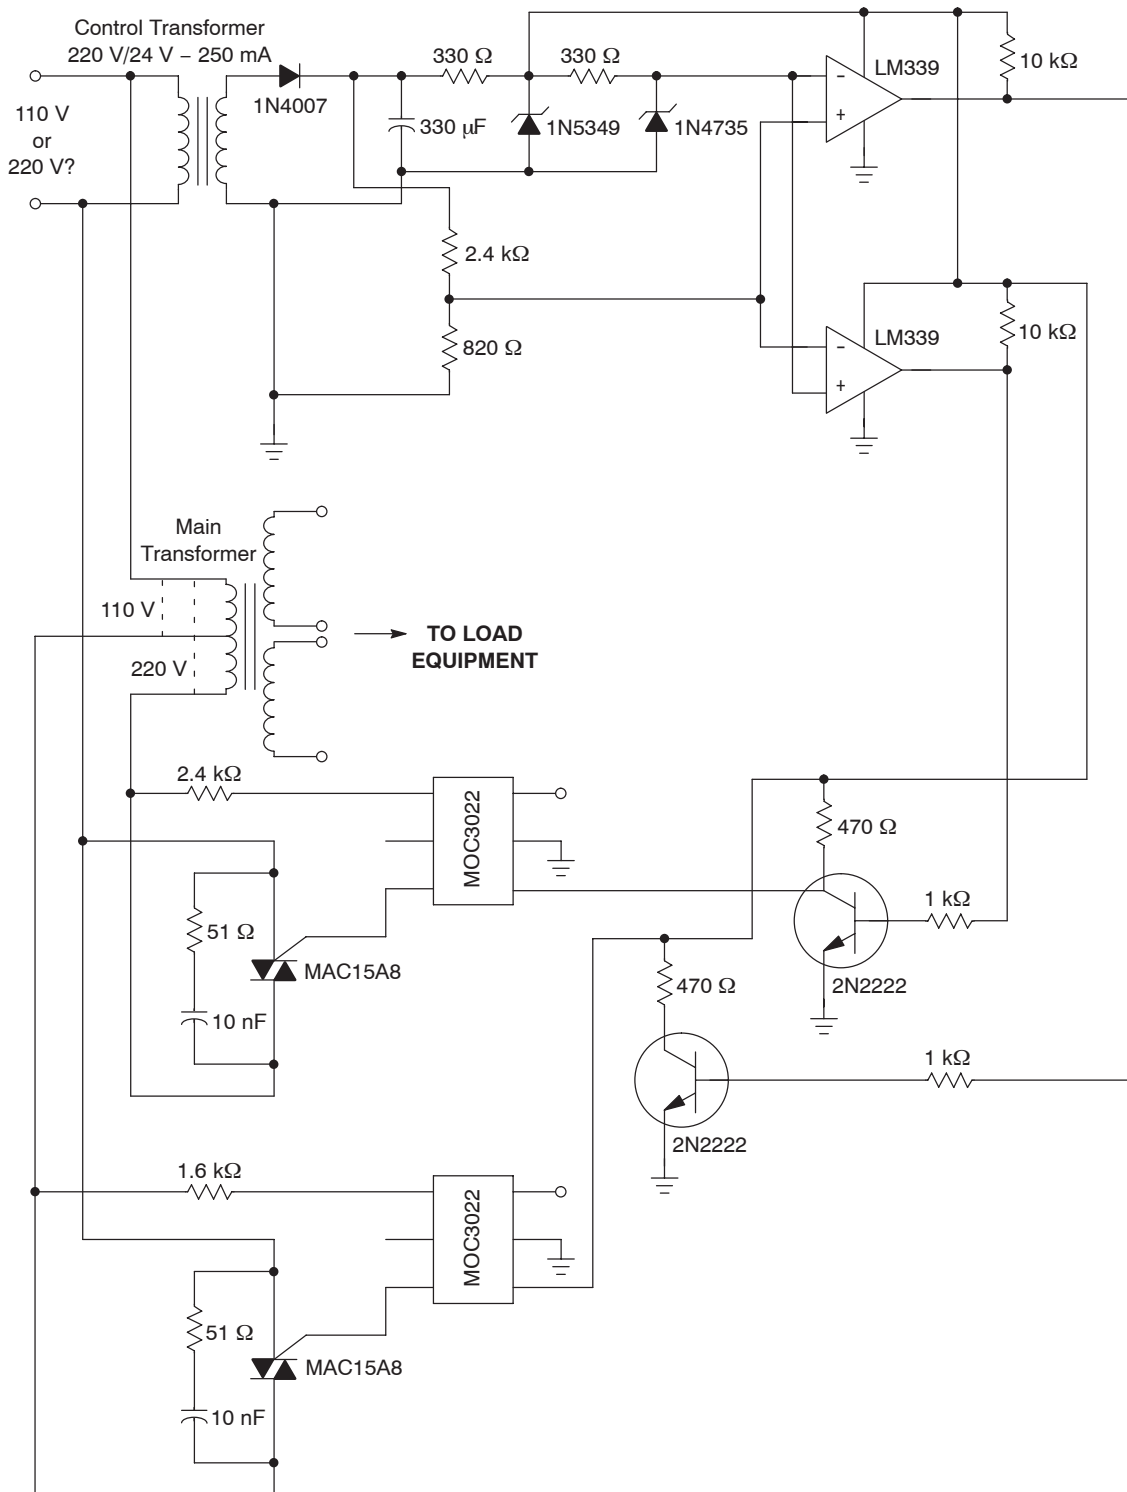 Control Transformer
220 V/24 V – 250 mA
110 V
or
220 V?
1N4007
330 Ω
330 Ω
330 µF
1N5349
1N4735
LM339
10 kΩ
-
+
2.4 kΩ
820 Ω
LM339
10 kΩ
-
+
Main
Transformer
110 V
220 V
TO LOAD
EQUIPMENT
2.4 kΩ
MOC3022
470 Ω
1 kΩ
51 Ω
MAC15A8
10 nF
2N2222
470 Ω
1 kΩ
2N2222
1.6 kΩ
MOC3022
51 Ω
MAC15A8
10 nF